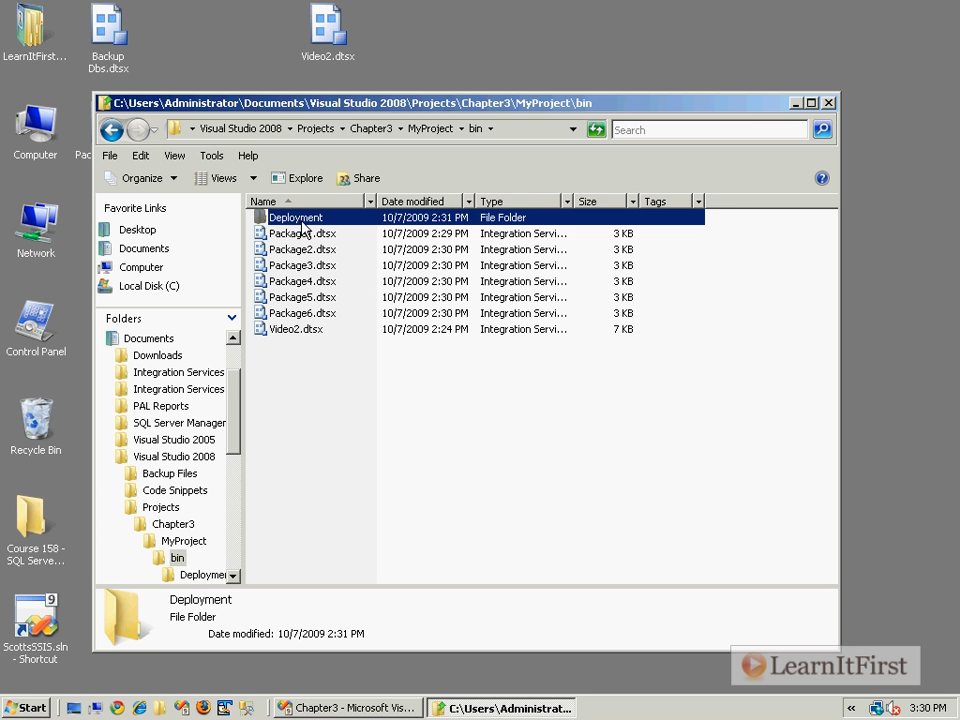 LearnItFirst...
Backup
Dbs.dtsx
Video2.dtsx
Computer
Pac
Network
Control Panel
Recycle Bin
Course 158 -
SQL Serve...
ScottsSSIS.sln
- Shortcut
C:\Users\Administrator\Documents\Visual Studio 2008\Projects\Chapter3\MyProject\bin
Visual Studio 2008 Projects Chapter3 MyProject bin
Search
File Edit View Tools Help
Organize Views Explore Share
Favorite Links
Desktop
Documents
Computer
Local Disk (C)
Folders
Documents
Downloads
Integration Services
Integration Services
PAL Reports
SQL Server Manager
Visual Studio 2005
Visual Studio 2008
Backup Files
Code Snippets
Projects
Chapter3
MyProject
bin
Deploymer
Name Date modified Type Size Tags
Deployment 10/7/2009 2:31 PM File Folder
Package1.dtsx 10/7/2009 2:29 PM Integration Servi... 3 KB
Package2.dtsx 10/7/2009 2:30 PM Integration Servi... 3 KB
Package3.dtsx 10/7/2009 2:30 PM Integration Servi... 3 KB
Package4.dtsx 10/7/2009 2:30 PM Integration Servi... 3 KB
Package5.dtsx 10/7/2009 2:30 PM Integration Servi... 3 KB
Package6.dtsx 10/7/2009 2:30 PM Integration Servi... 3 KB
Video2.dtsx 10/7/2009 2:24 PM Integration Servi... 7 KB
Deployment
File Folder
Date modified: 10/7/2009 2:31 PM
LearnItFirst
Start
Chapter3 - Microsoft Vis...
C:\Users\Administrat...
3:30 PM